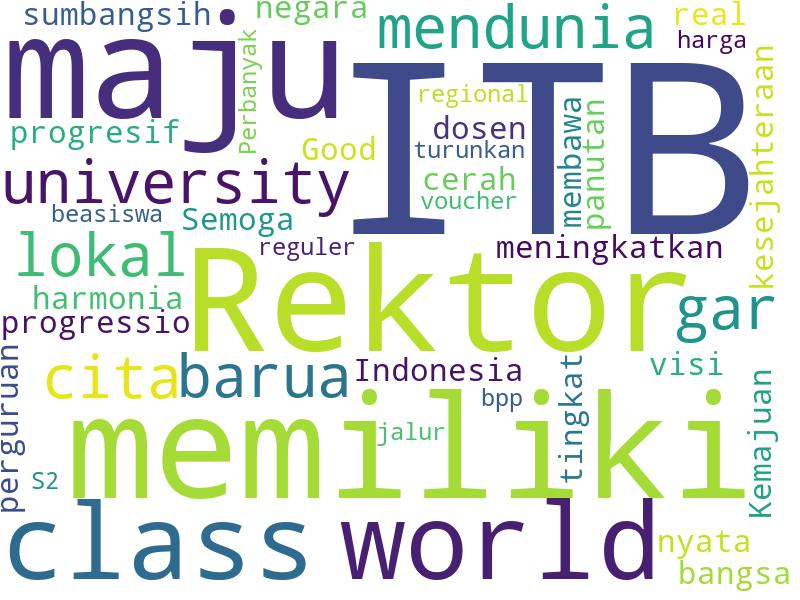 sumbangsih
negara
real
maju
mendunia
harga
ITB
Perbanyak
regional
progresif
Good
dosen
membawa
panutan
kesejahteraan
turunkan
university
cerah
voucher
beasiswa
Semoga
lokal
reguler
meningkatkan
Rektor
harmonia
gar
progressio
cita
barua
Indonesia
visi
perguruan
bpp
tingkat
Kemajuan
memiliki
jalur
S2
class
world
nyata
bangsa